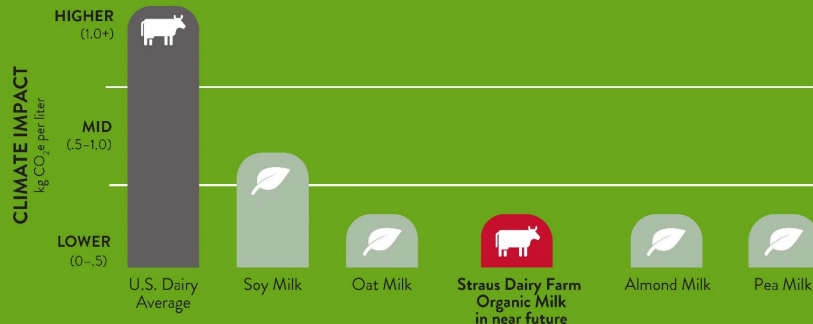 HIGHER
(1.0+)
MID
(.5–1.0)
LOWER
(0–.5)
CLIMATE IMPACT
kg CO₂e per liter
U.S. Dairy
Average
Soy Milk
Oat Milk
Straus Dairy Farm
Organic Milk
in near future
Almond Milk
Pea Milk